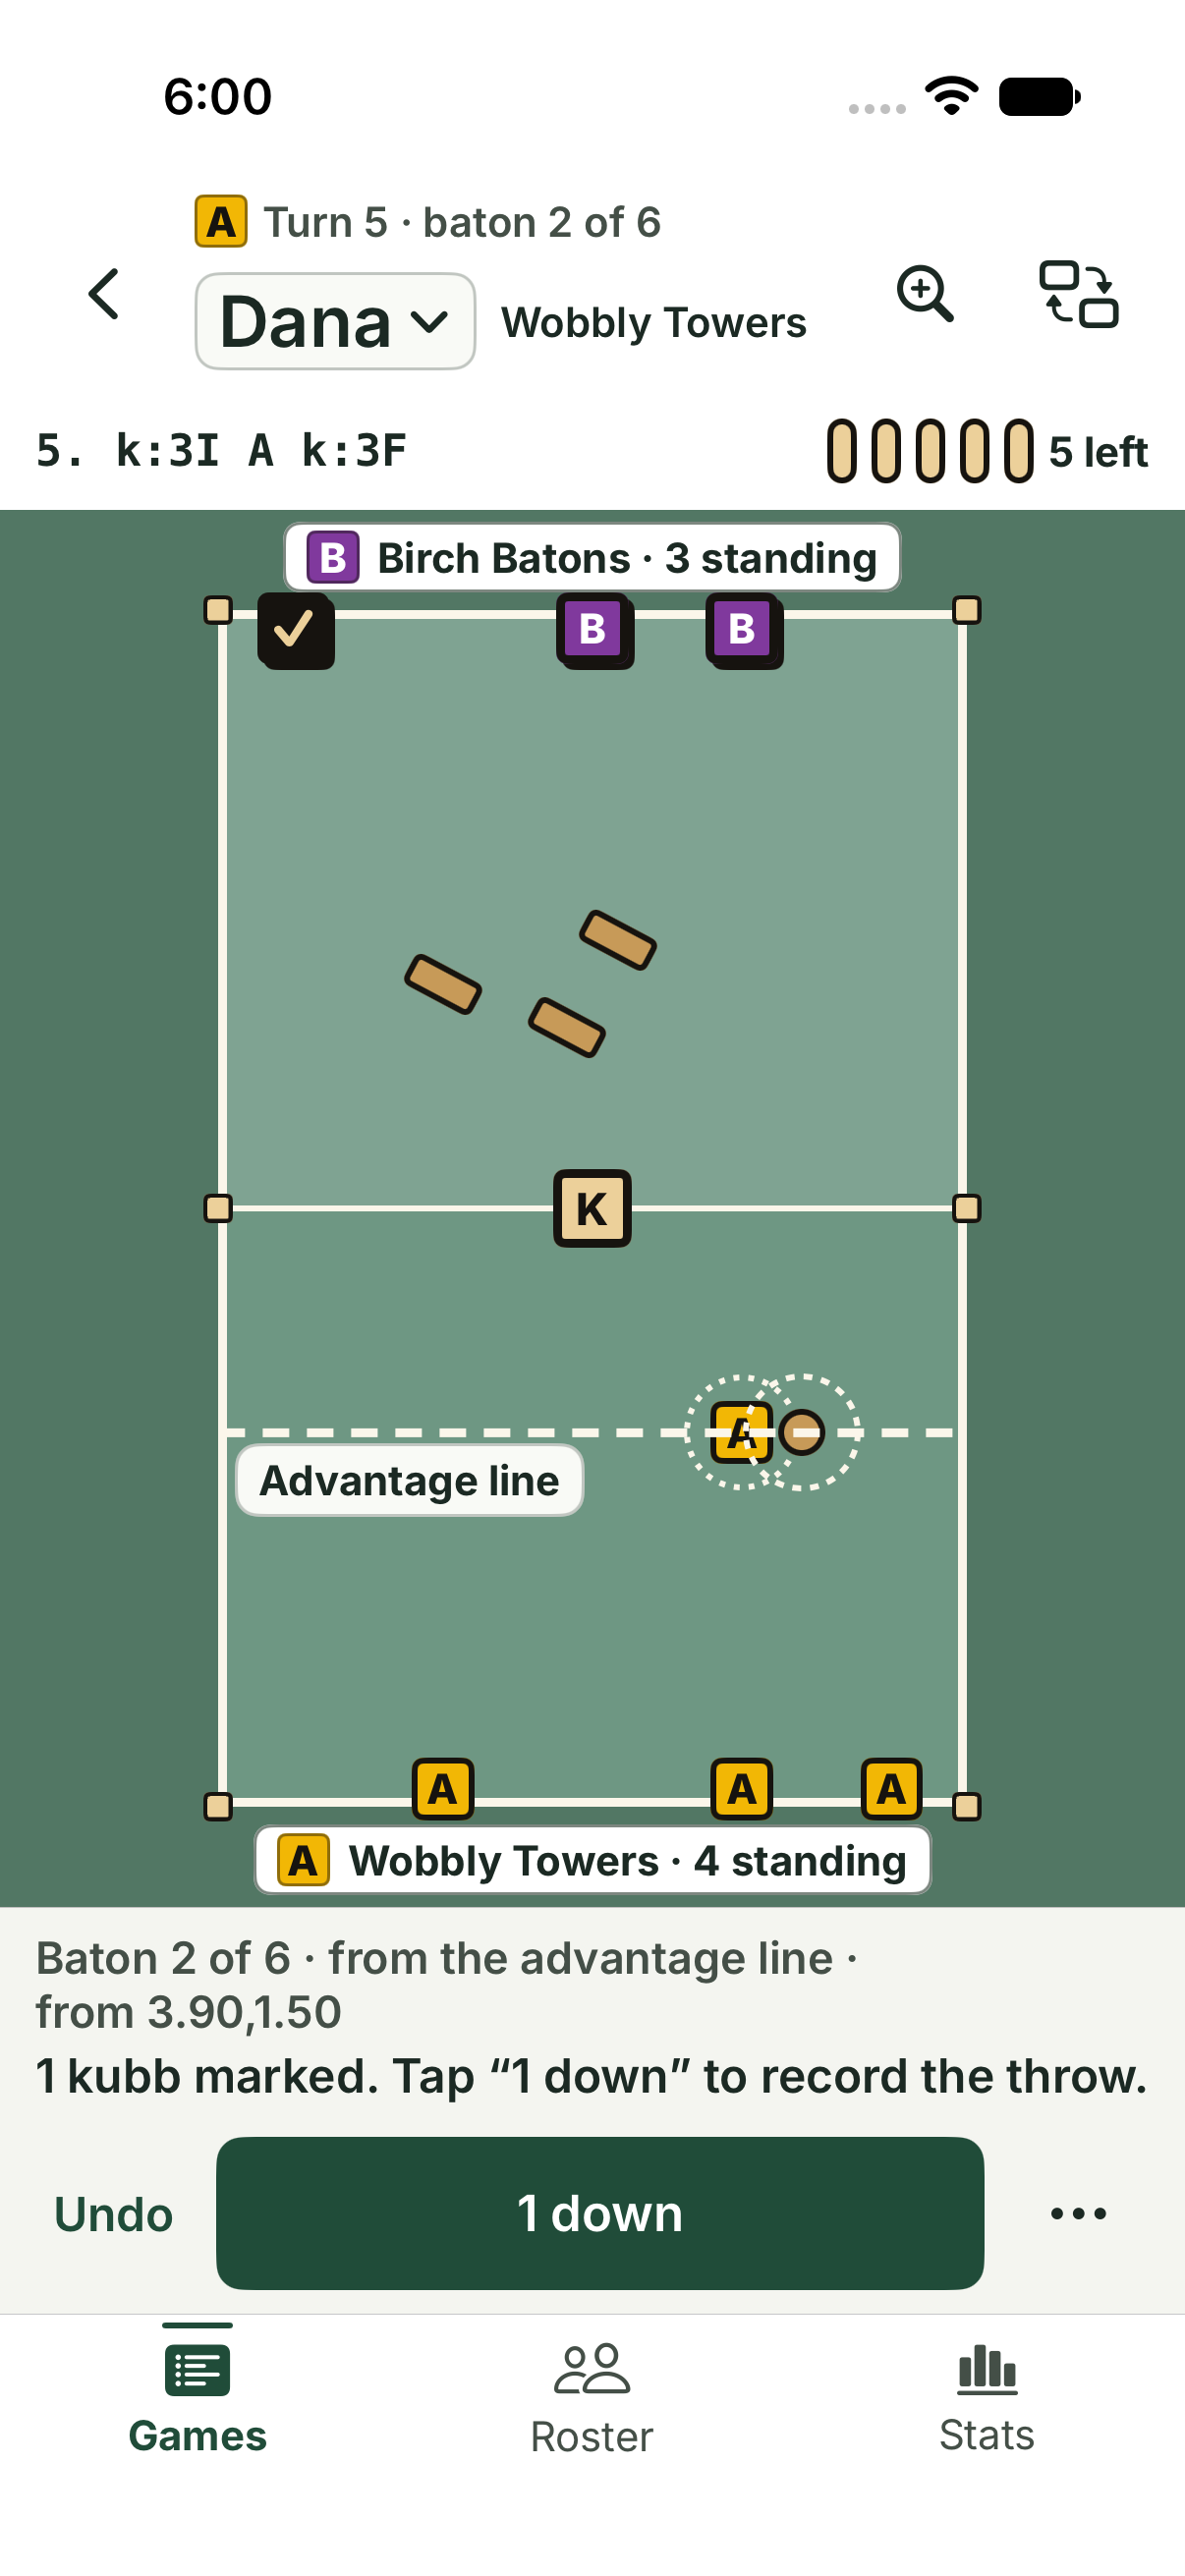 6:00
A Turn 5 · baton 2 of 6
Dana Wobbly Towers
5. k:3I A k:3F
5 left
B Birch Batons · 3 standing
B B
K
A
Advantage line
A A A
A Wobbly Towers · 4 standing
Baton 2 of 6 · from the advantage line ·
from 3.90,1.50
1 kubb marked. Tap “1 down” to record the throw.
Undo 1 down
Games Roster Stats